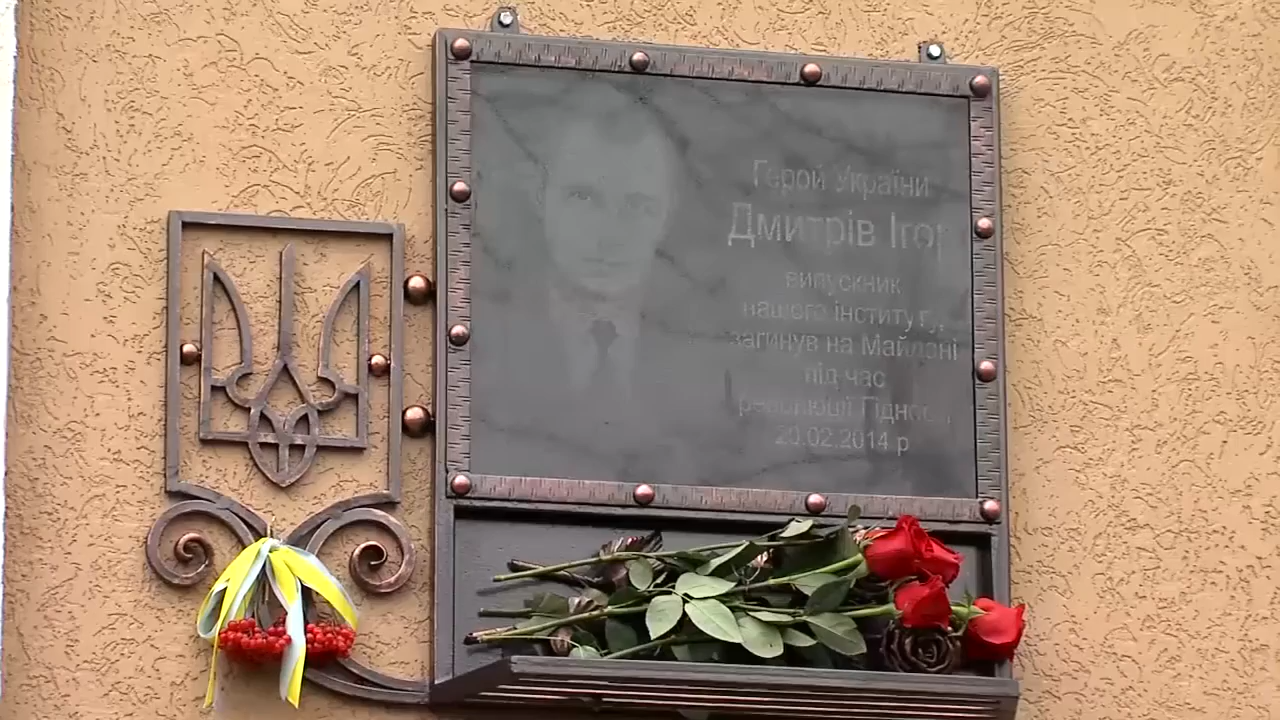 Герой України
Дмитрів Ігор
випускник
нашого інституту,
загинув на Майдані
під час
революції Гідності
20.02.2014 р